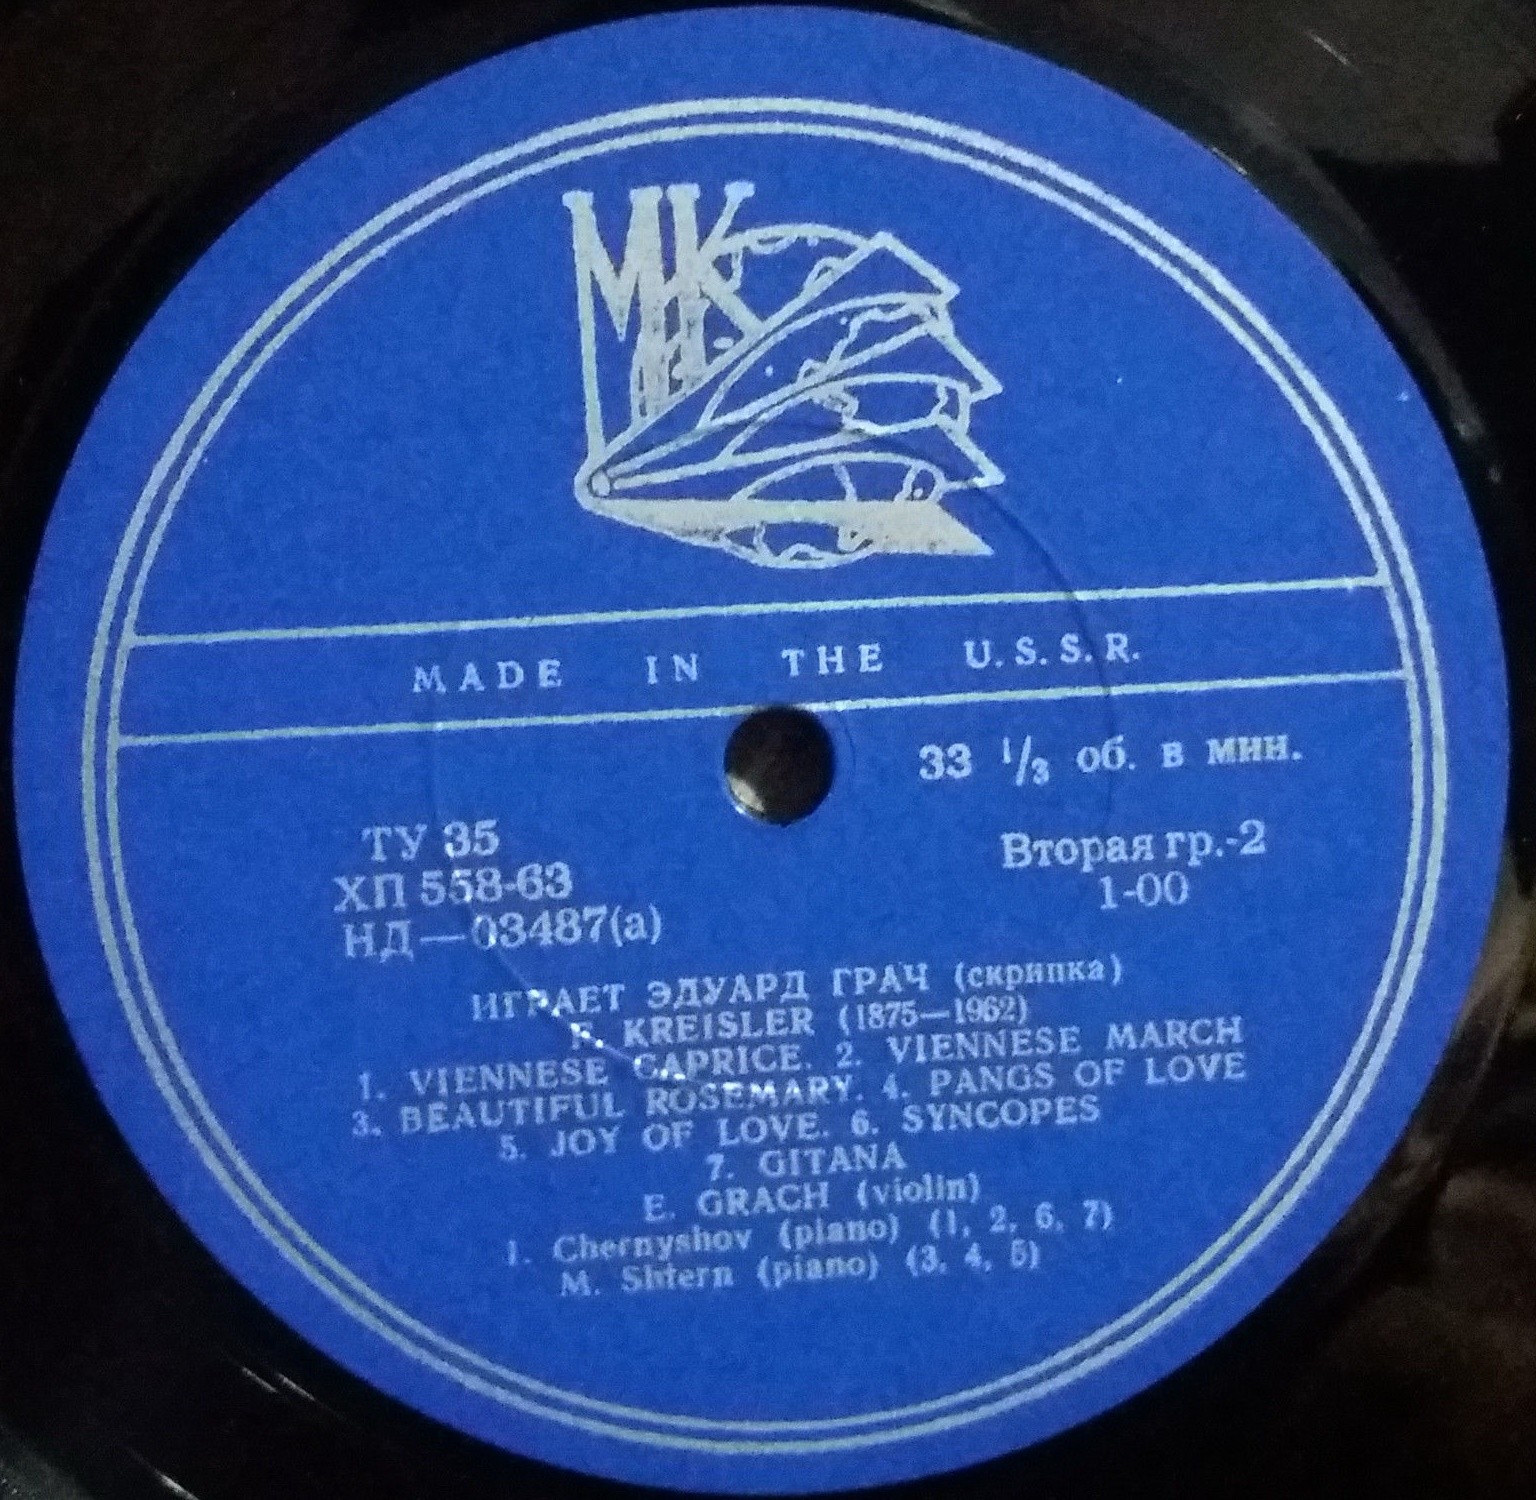 МК
MADE IN THE U.S.S.R.
33 1/3 об. в мин.
ТУ 35
ХП 558-63
НД—03487(а)
Вторая гр.-2
1-00
ИГРАЕТ ЭДУАРД ГРАЧ (скрипка)
F. KREISLER (1875—1962)
1. VIENNESE CAPRICE. 2. VIENNESE MARCH
3. BEAUTIFUL ROSEMARY. 4. PANGS OF LOVE
5. JOY OF LOVE. 6. SYNCOPES
7. GITANA
E. GRACH (violin)
I. Chernyshov (piano) (1, 2, 6, 7)
M. Shtern (piano) (3, 4, 5)